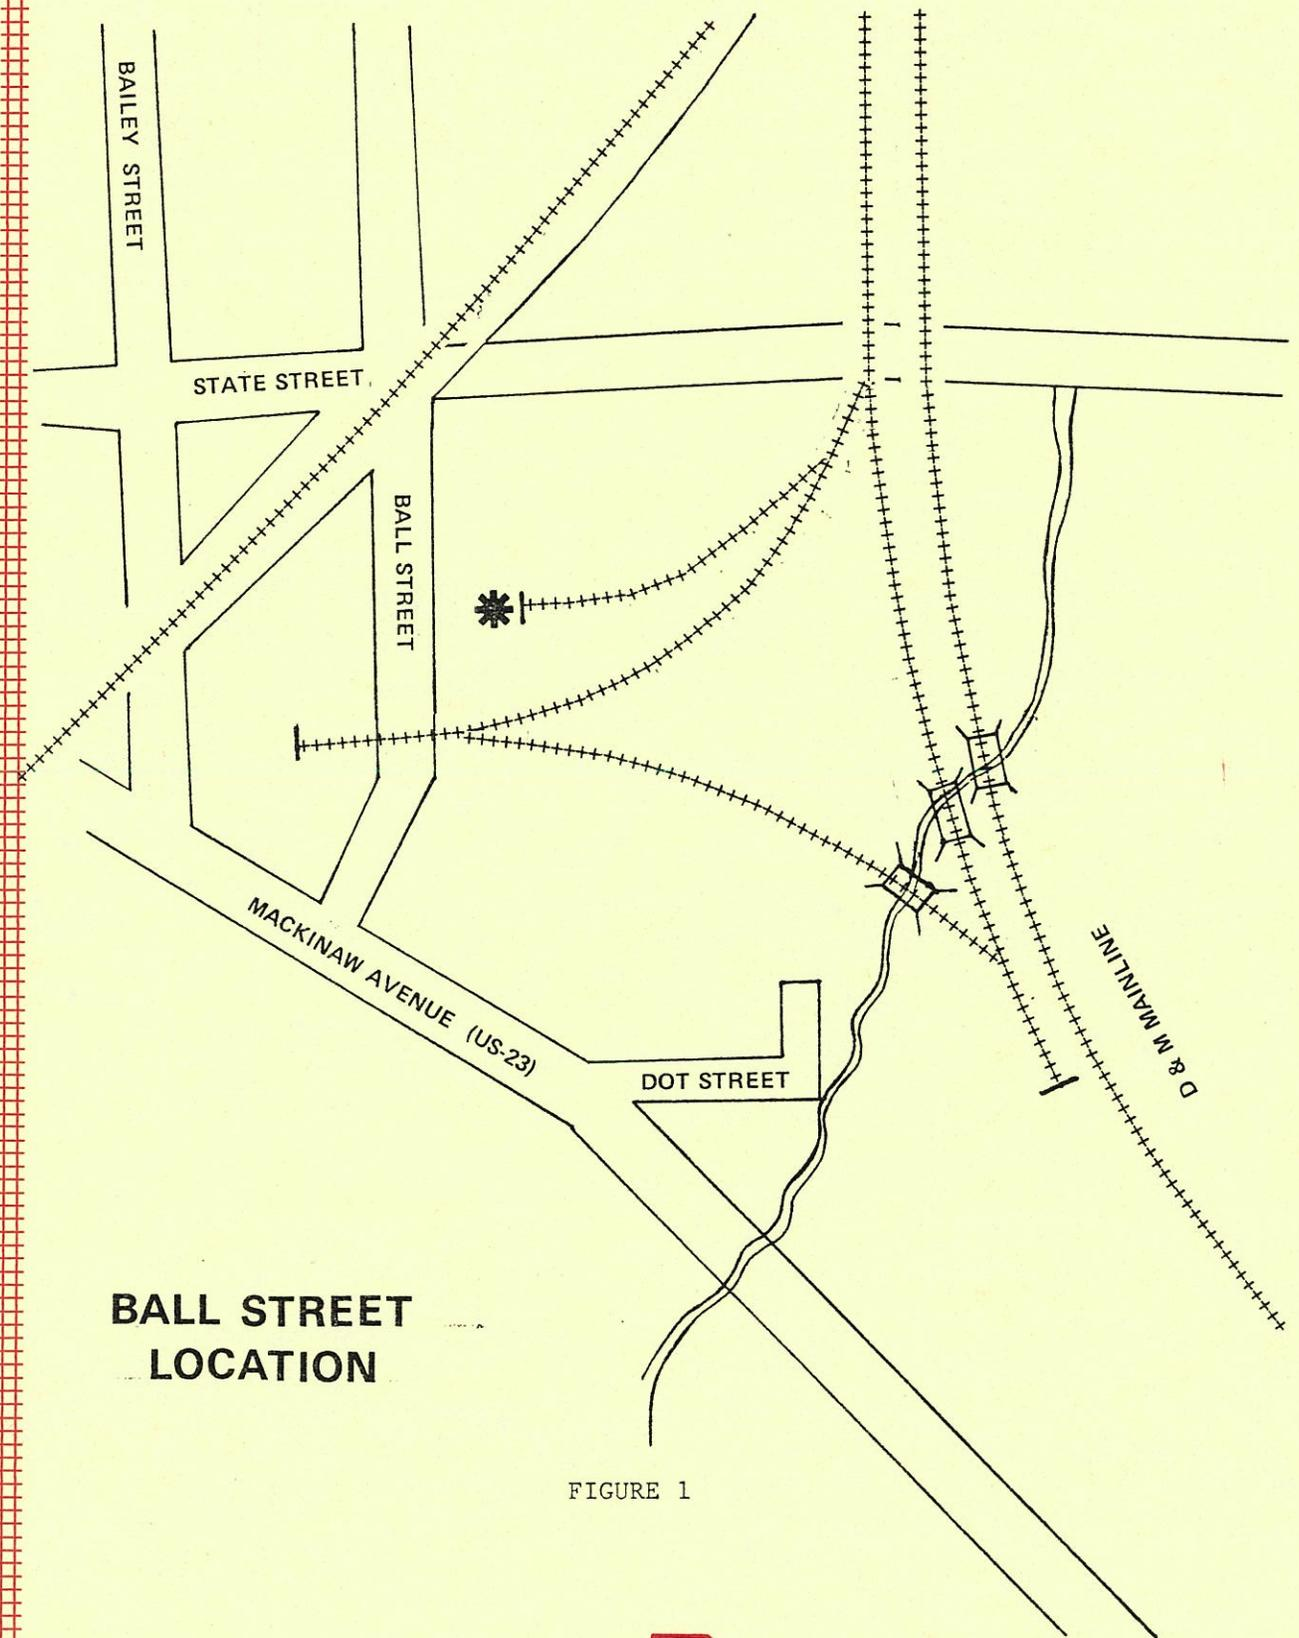 BAILEY STREET
STATE STREET
BALL STREET
MACKINAW AVENUE (US-23)
D & M MAINLINE
DOT STREET
BALL STREET
LOCATION
FIGURE 1